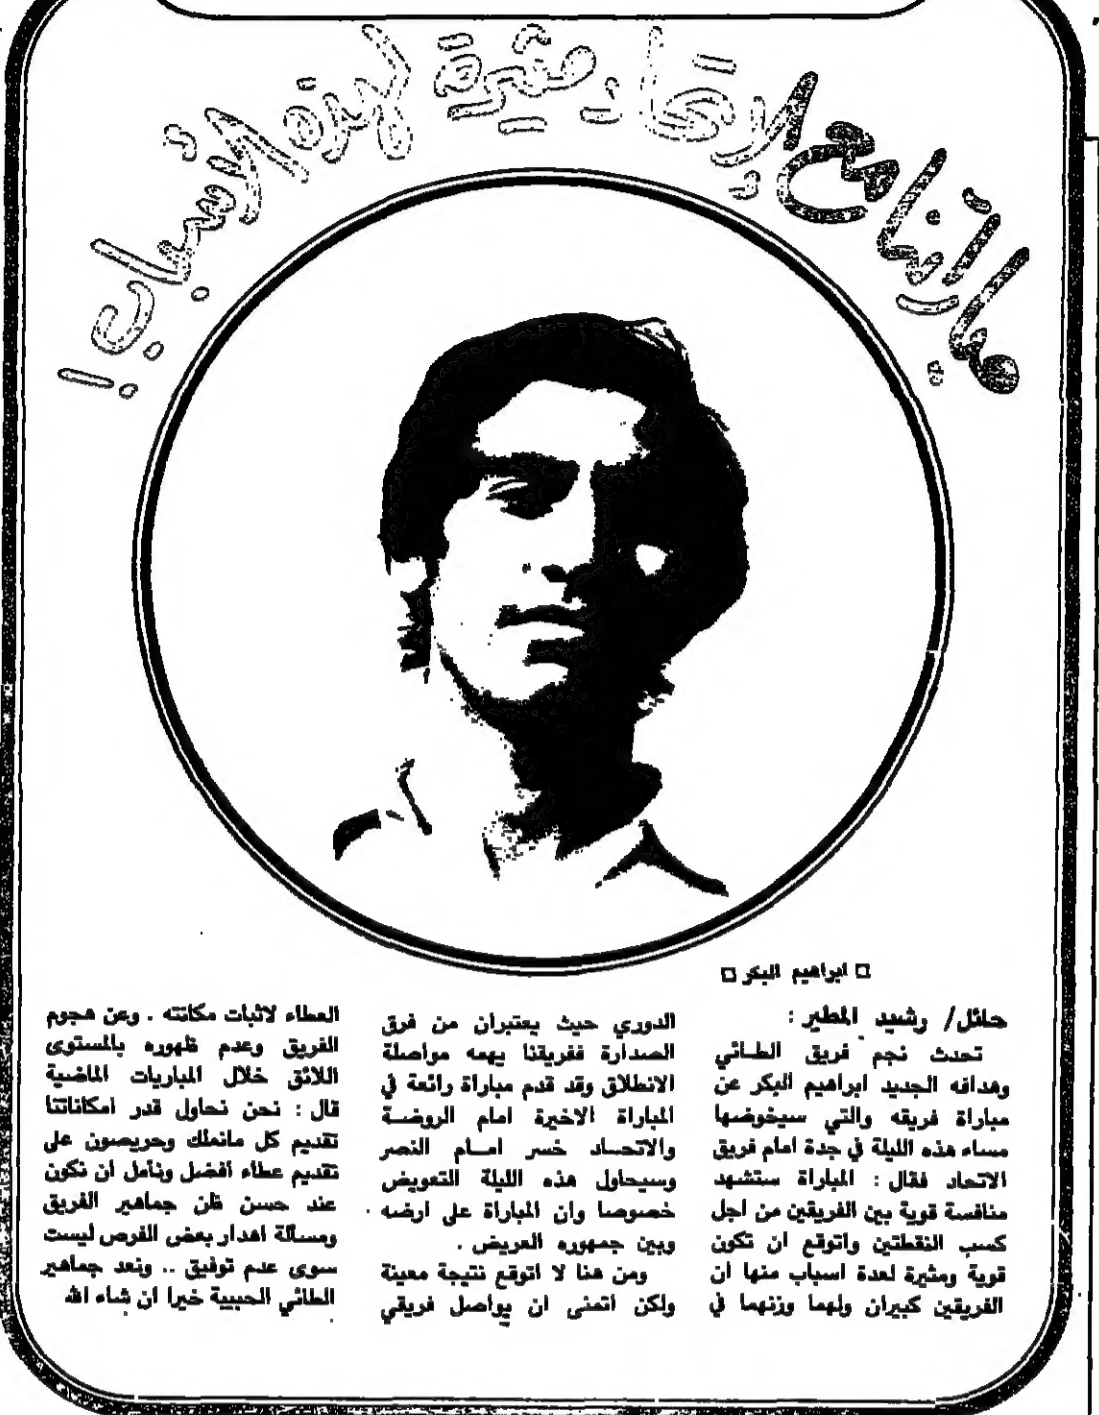 مباراتنا مع الاتحاد مثيرة لهذه الأسباب !
□ ابراهيم البكر □
حائل/ رشيد المطير :
تحدث نجم فريق الطائي
وهدافه الجديد ابراهيم البكر عن
مباراة فريقه والتي سيخوضها
مساء هذه الليلة في جدة امام فريق
الاتحاد فقال : المباراة ستشهد
منافسة قوية بين الفريقين من اجل
كسب النقطتين واتوقع ان تكون
قوية ومثيرة لعدة اسباب منها ان
الفريقين كبيران ولهما وزنهما في
الدوري حيث يعتبران من فرق
الصدارة ففريقنا يهمه مواصلة
الانطلاق وقد قدم مباراة رائعة في
المباراة الاخيرة امام الروضة
والاتحاد خسر امام النصر
وسيحاول هذه الليلة التعويض
خصوصا وان المباراة على ارضه
وبين جمهوره العريض .
ومن هنا لا اتوقع نتيجة معينة
ولكن اتمنى ان يواصل فريقي
العطاء لاثبات مكانته . وعن هجوم
الفريق وعدم ظهوره بالمستوى
اللائق خلال المباريات الماضية
قال : نحن نحاول قدر امكاناتنا
تقديم كل مانملك وحريصون على
تقديم عطاء أفضل ونأمل ان نكون
عند حسن ظن جماهير الفريق
ومسألة اهدار بعض الفرص ليست
سوى عدم توفيق .. ونعد جماهير
الطائي الحبيبة خيرا ان شاء الله